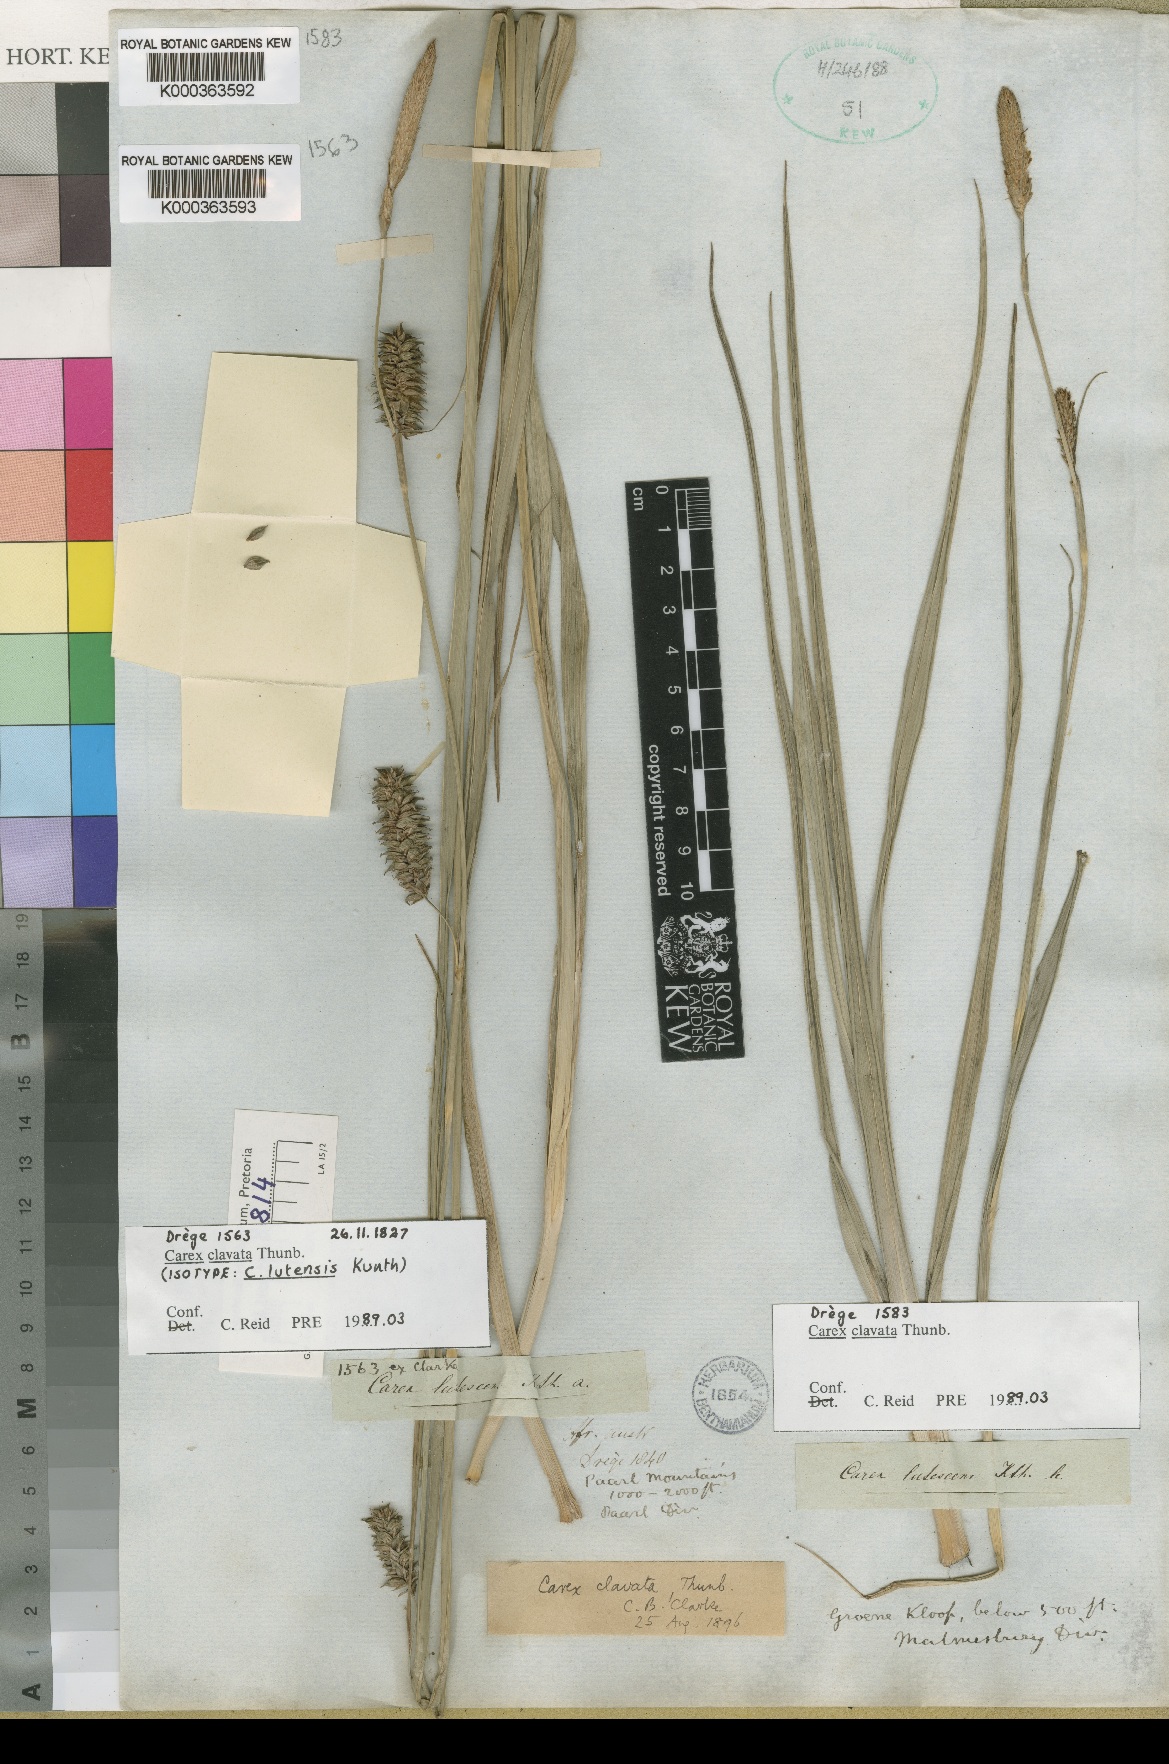 HORT. KE
ROYAL BOTANIC GARDENS KEW
K000363592
1583
ROYAL BOTANIC GARDENS KEW
K000363593
1563
ROYAL BOTANIC GARDENS
H/246/88
51
KEW
cm
0
1
2
3
4
5
6
7
8
9
10
copyright reserved
ROYAL
BOTANIC
GARDENS
KEW
19
18
17
B
15
14
13
12
11
10
9
8
M
6
5
4
3
2
1
A
um, Pretoria
814
LA 15/2
Drège 1563 26.11.1827
Carex clavata Thunb.
(ISOTYPE: C. lutensis Kunth)
Conf.
Det. C. Reid PRE 1989.03
1563 ex Clarke
Carex lutescens Kth. a.
Drège 1840
Paarl Mountains
1000 - 2000 ft.
Paarl Div.
HERBARIUM
1854
BENTHAMIANUM
Drège 1583
Carex clavata Thunb.
Conf.
Det. C. Reid PRE 1989.03
Carex lutescens Kth. b.
Carex clavata, Thunb.
C. B. Clarke
25 Aug 1896
Groene Kloof, below 500 ft.
Malmesbury Div.